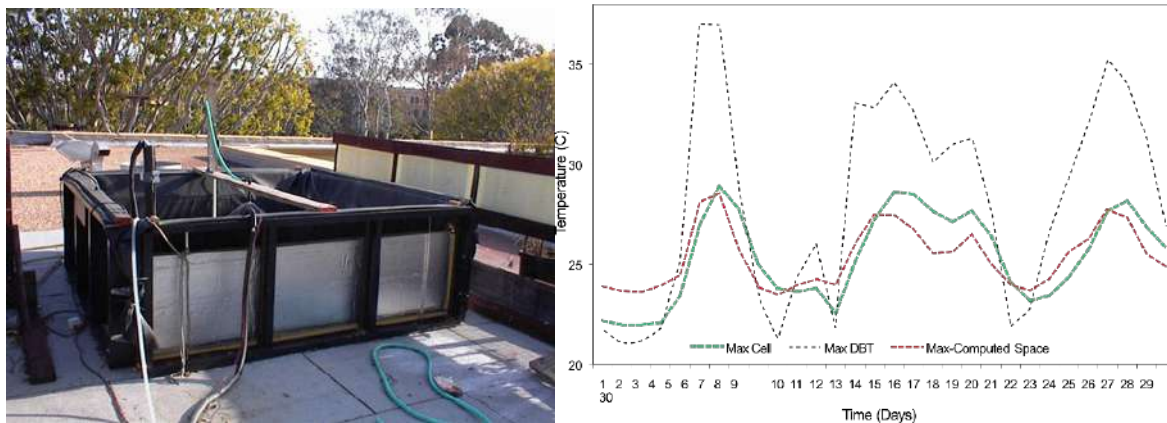 35
30
25
20
Temperature (C)
Max Cell
Max DBT
Max-Computed Space
1 2 3 4 5 6 7 8 9 10 11 12 13 14 15 16 17 18 19 20 21 22 23 24 25 26 27 28 29
30
Time (Days)